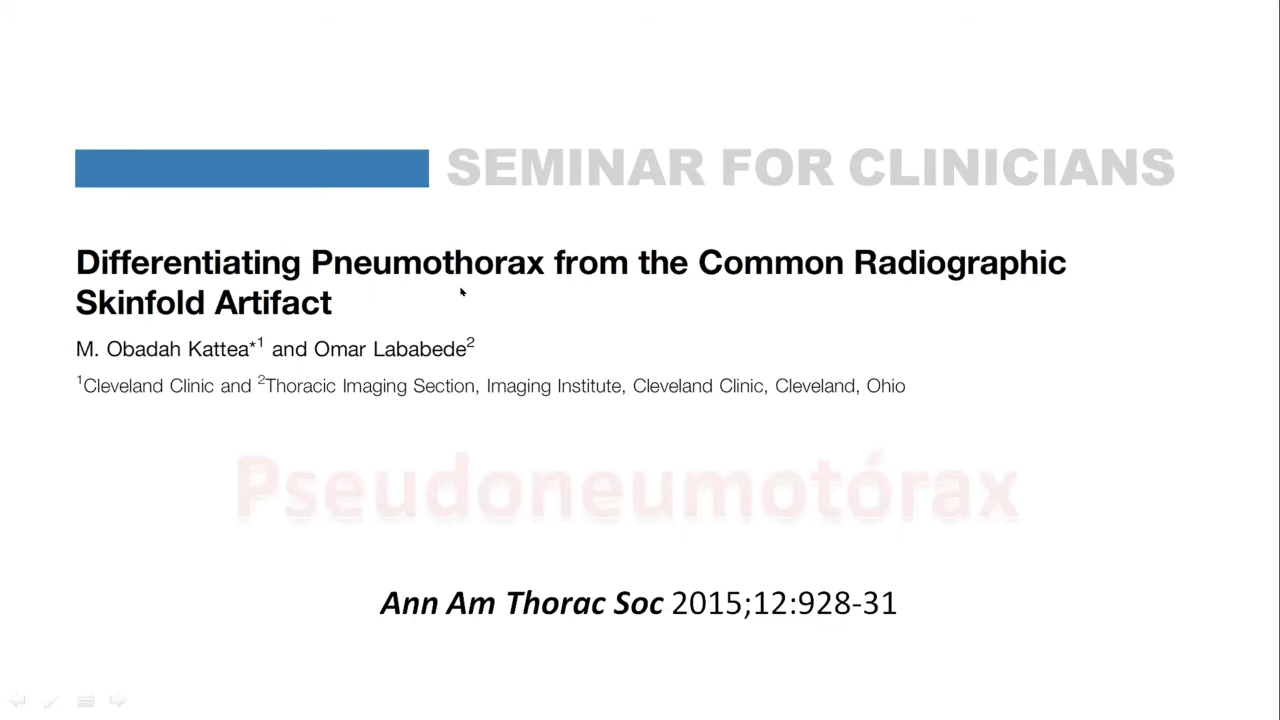 SEMINAR FOR CLINICIANS
Differentiating Pneumothorax from the Common Radiographic
Skinfold Artifact
M. Obadah Kattea*1 and Omar Lababede2
1Cleveland Clinic and 2Thoracic Imaging Section, Imaging Institute, Cleveland Clinic, Cleveland, Ohio
Pseudoneumotórax
Ann Am Thorac Soc 2015;12:928-31